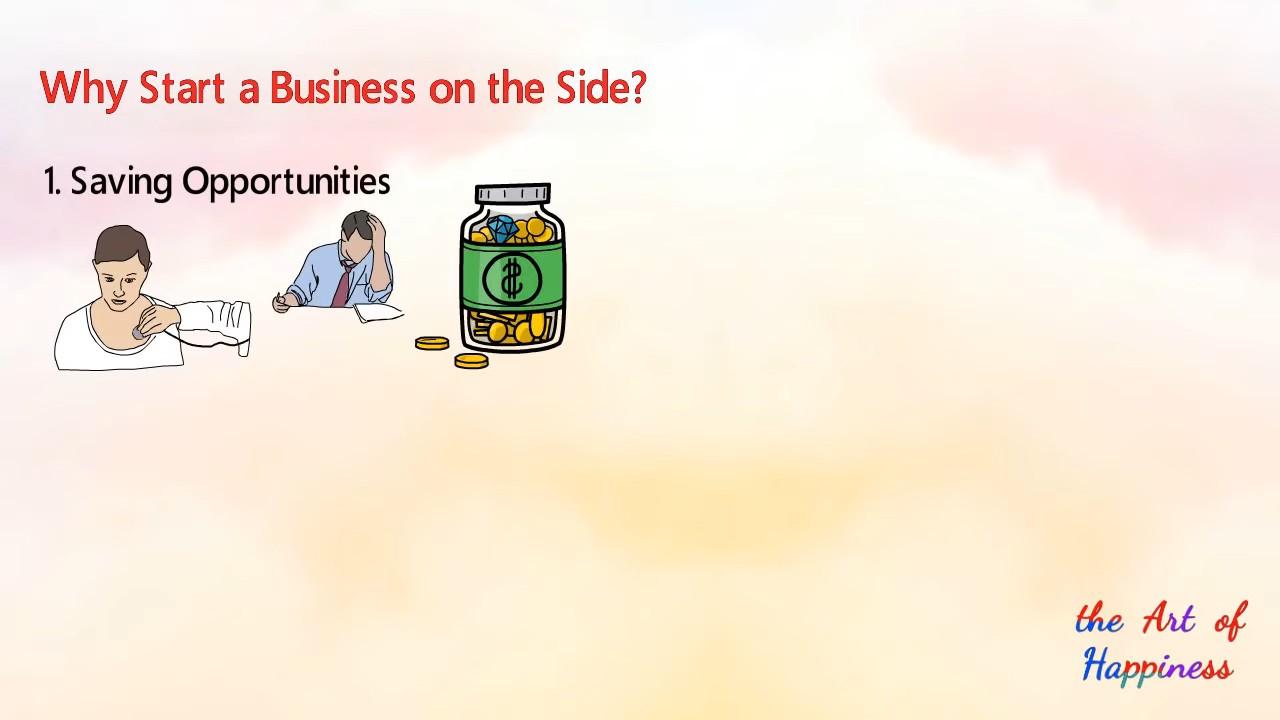 Why Start a Business on the Side?
1. Saving Opportunities
the Art of
Happiness